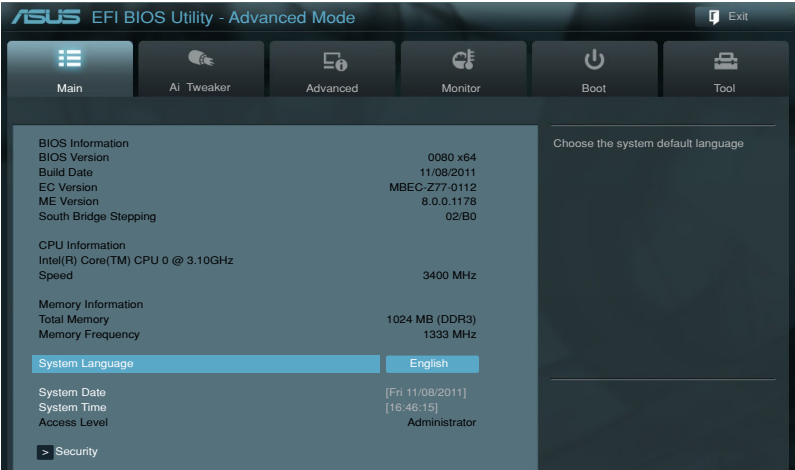 ASUS EFI BIOS Utility - Advanced Mode
Exit
Main Ai Tweaker Advanced Monitor Boot Tool
BIOS Information
BIOS Version 0080 x64
Build Date 11/08/2011
EC Version MBEC-Z77-0112
ME Version 8.0.0.1178
South Bridge Stepping 02/B0
CPU Information
Intel(R) Core(TM) CPU 0 @ 3.10GHz
Speed 3400 MHz
Memory Information
Total Memory 1024 MB (DDR3)
Memory Frequency 1333 MHz
System Language English
System Date [Fri 11/08/2011]
System Time [16:46:15]
Access Level Administrator
> Security
Choose the system default language